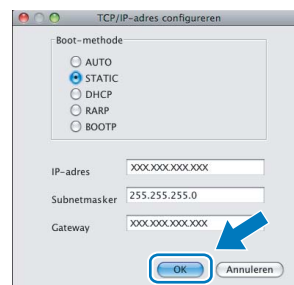 TCP/IP-adres configureren
Boot-methode
AUTO
STATIC
DHCP
RARP
BOOTP
IP-adres XXX.XXX.XXX.XXX
Subnetmasker 255.255.255.0
Gateway XXX.XXX.XXX.XXX
OK Annuleren